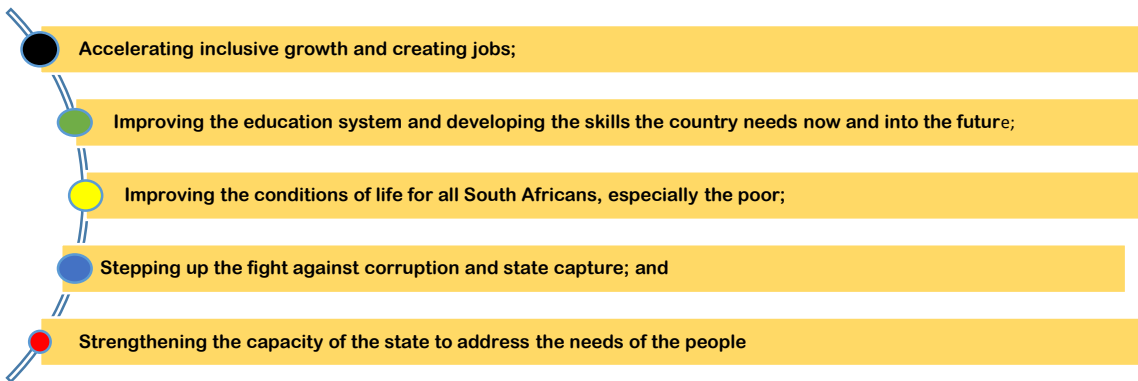 Accelerating inclusive growth and creating jobs;
Improving the education system and developing the skills the country needs now and into the future;
Improving the conditions of life for all South Africans, especially the poor;
Stepping up the fight against corruption and state capture; and
Strengthening the capacity of the state to address the needs of the people